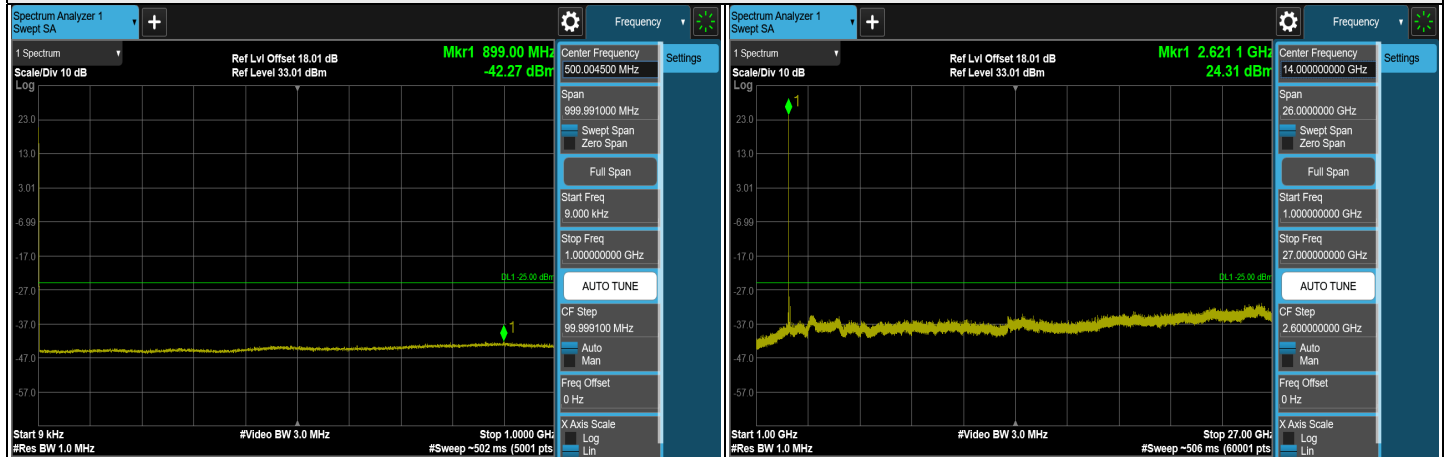 Spectrum Analyzer 1
Swept SA
+
Frequency
1 Spectrum
Scale/Div 10 dB
Log
Ref Lvl Offset 18.01 dB
Ref Level 33.01 dBm
Mkr1 899.00 MHz
-42.27 dBm
23.0
13.0
3.01
-6.99
-17.0
-27.0
-37.0
-47.0
-57.0
DL1 -25.00 dBm
1
Start 9 kHz
#Res BW 1.0 MHz
#Video BW 3.0 MHz
Stop 1.0000 GHz
#Sweep ~502 ms (5001 pts
Center Frequency
500.004500 MHz
Settings
Span
999.991000 MHz
Swept Span
Zero Span
Full Span
Start Freq
9.000 kHz
Stop Freq
1.000000000 GHz
AUTO TUNE
CF Step
99.999100 MHz
Auto
Man
Freq Offset
0 Hz
X Axis Scale
Log
Lin
Spectrum Analyzer 1
Swept SA
+
Frequency
1 Spectrum
Scale/Div 10 dB
Log
Ref Lvl Offset 18.01 dB
Ref Level 33.01 dBm
Mkr1 2.621 1 GHz
24.31 dBm
1
23.0
13.0
3.01
-6.99
-17.0
-27.0
-37.0
-47.0
-57.0
DL1 -25.00 dBm
Start 1.00 GHz
#Res BW 1.0 MHz
#Video BW 3.0 MHz
Stop 27.00 GHz
#Sweep ~506 ms (60001 pts
Center Frequency
14.000000000 GHz
Settings
Span
26.0000000 GHz
Swept Span
Zero Span
Full Span
Start Freq
1.000000000 GHz
Stop Freq
27.000000000 GHz
AUTO TUNE
CF Step
2.600000000 GHz
Auto
Man
Freq Offset
0 Hz
X Axis Scale
Log
Lin